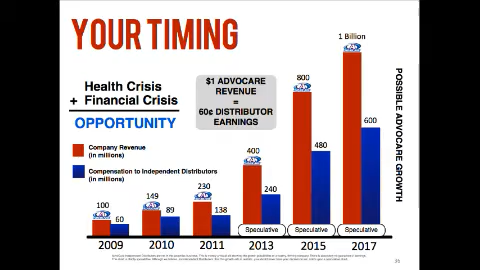 YOUR TIMING
Health Crisis
+ Financial Crisis
OPPORTUNITY
$1 ADVOCARE
REVENUE
=
60¢ DISTRIBUTOR
EARNINGS
Company Revenue
(in millions)
Compensation to Independent Distributors
(in millions)
100
60
149
89
230
138
400
240
800
480
1 Billion
600
Speculative
Speculative
Speculative
2009
2010
2011
2013
2015
2017
POSSIBLE ADVOCARE GROWTH